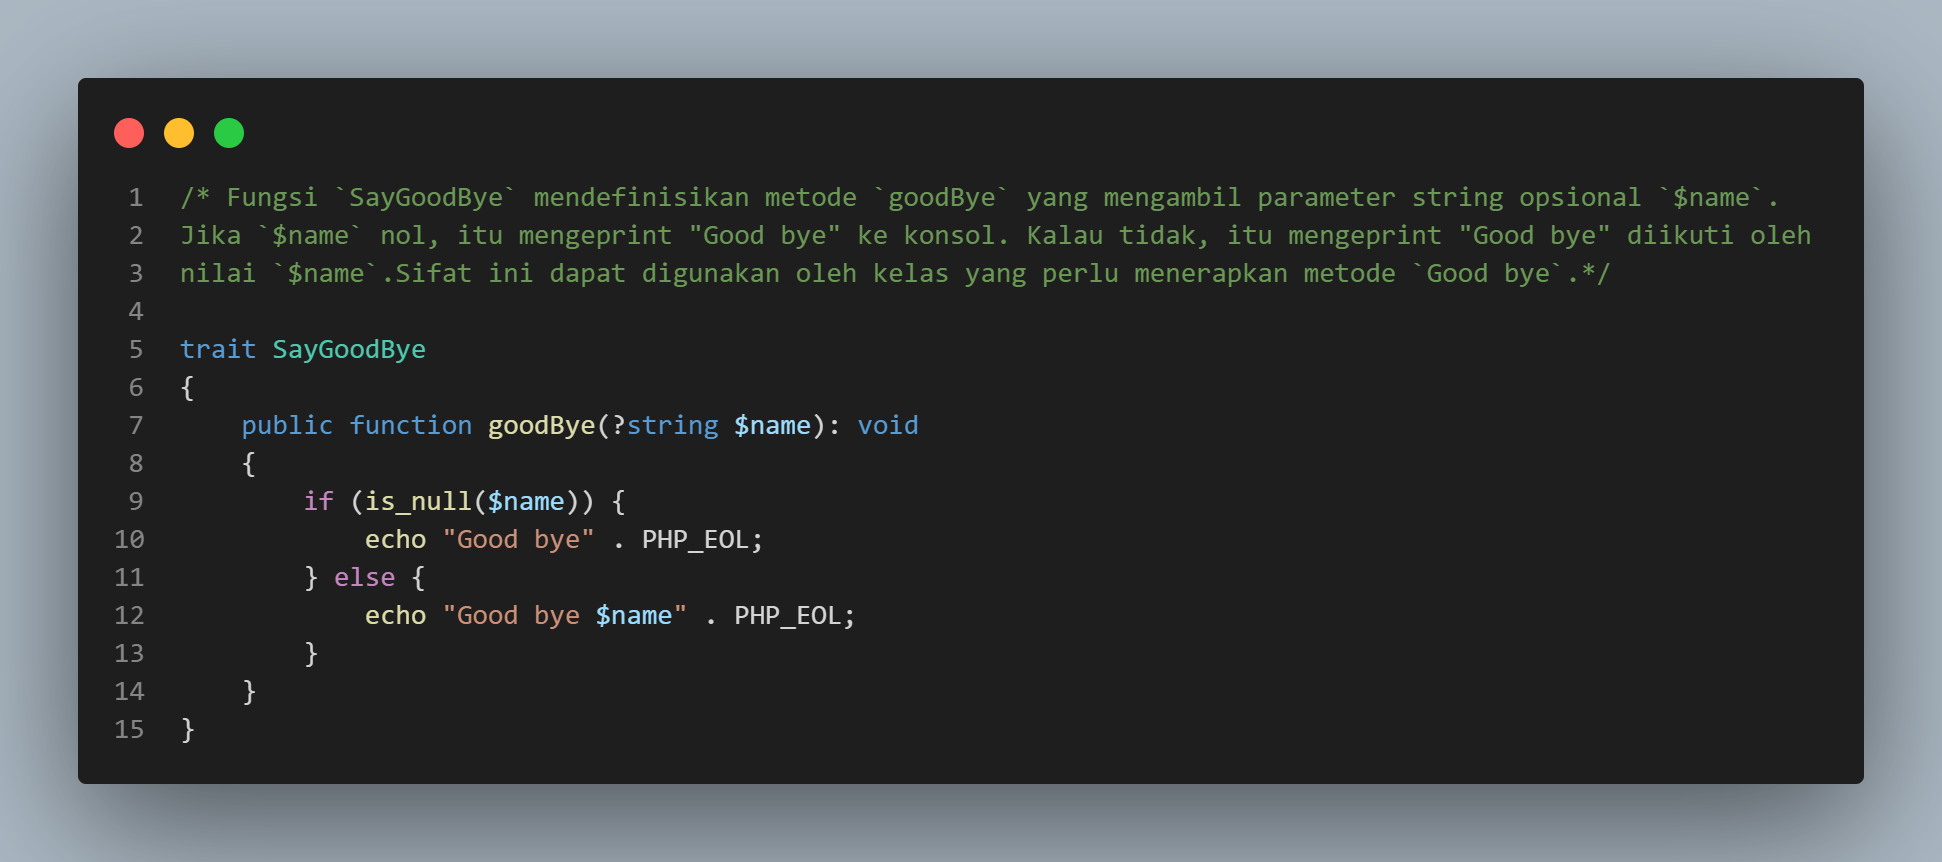 1 /* Fungsi `SayGoodBye` mendefinisikan metode `goodBye` yang mengambil parameter string opsional `$name`.
2 Jika `$name` nol, itu mengeprint "Good bye" ke konsol. Kalau tidak, itu mengeprint "Good bye" diikuti oleh
3 nilai `$name`.Sifat ini dapat digunakan oleh kelas yang perlu menerapkan metode `Good bye`.*/
4
5 trait SayGoodBye
6 {
7     public function goodBye(?string $name): void
8     {
9         if (is_null($name)) {
10             echo "Good bye" . PHP_EOL;
11         } else {
12             echo "Good bye $name" . PHP_EOL;
13         }
14     }
15 }